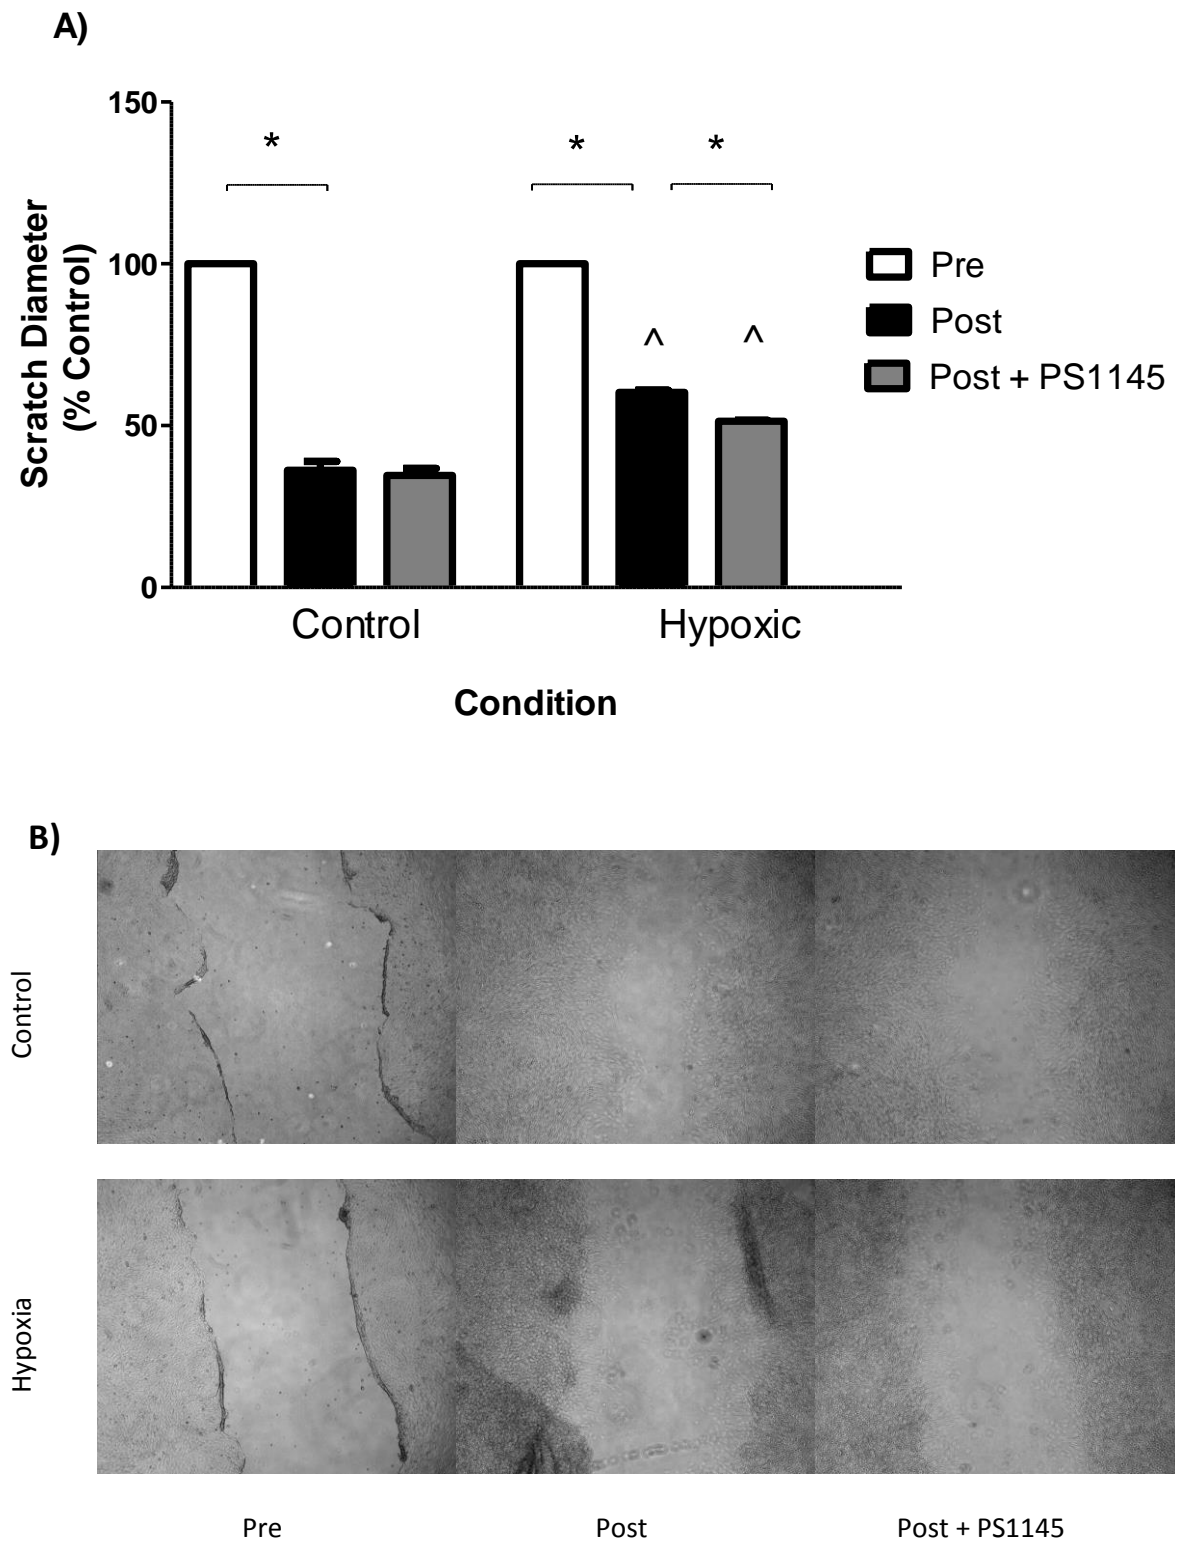 A)
150
* * *
100
50
0
Scratch Diameter
(% Control)
^ ^
Pre
Post
Post + PS1145
Control Hypoxic
Condition
B)
Control
Hypoxia
Pre Post Post + PS1145